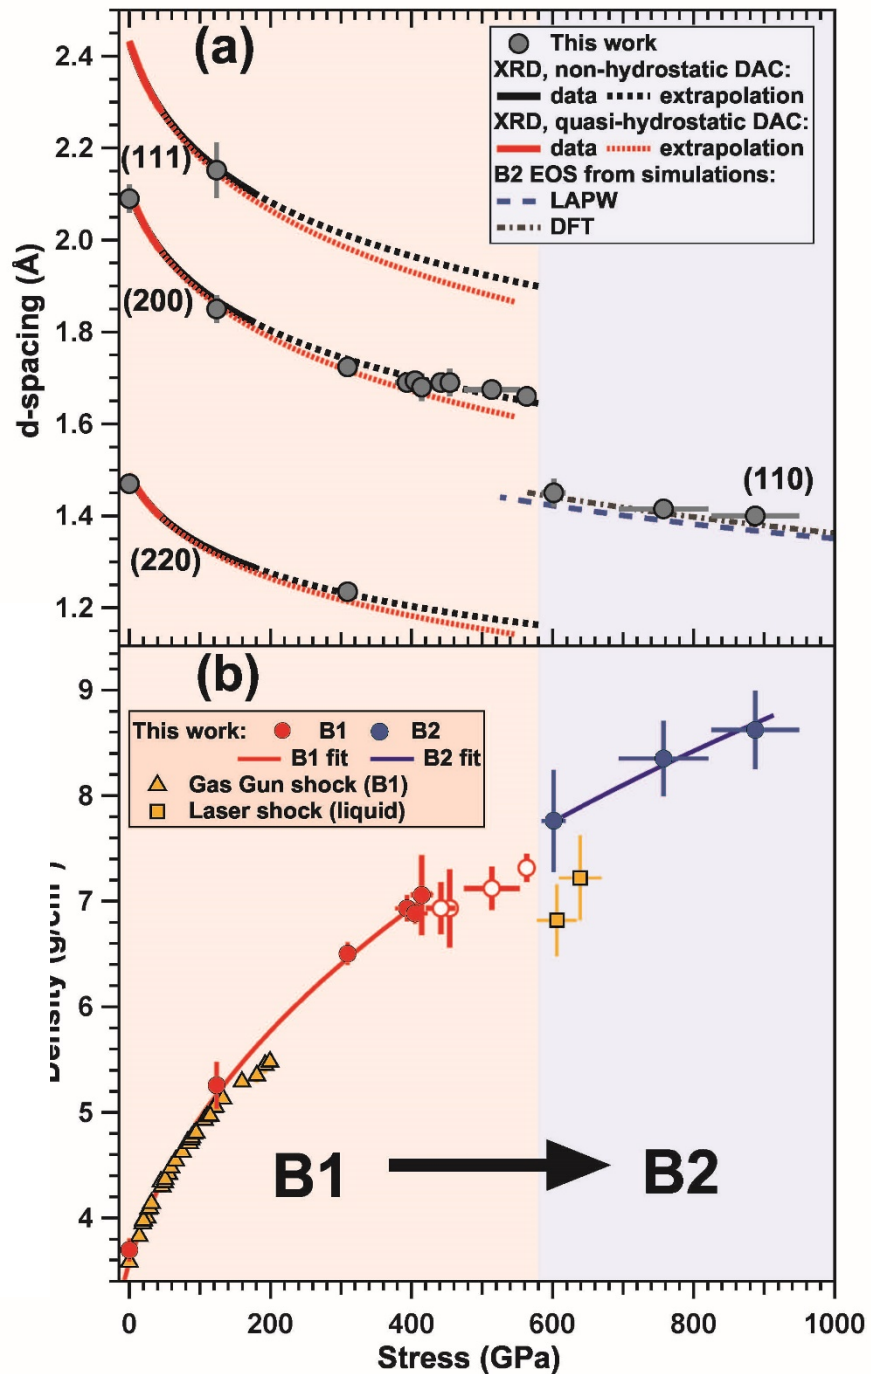 (a)
This work
XRD, non-hydrostatic DAC:
data extrapolation
XRD, quasi-hydrostatic DAC:
data extrapolation
B2 EOS from simulations:
LAPW
DFT
2.4
2.2
2.0
1.8
1.6
1.4
1.2
d-spacing (Å)
(111)
(200)
(220)
(110)
(b)
This work: B1 B2
B1 fit B2 fit
Gas Gun shock (B1)
Laser shock (liquid)
9
8
7
6
5
4
Density (g/cm
B1 B2
0 200 400 600 800 1000
Stress (GPa)